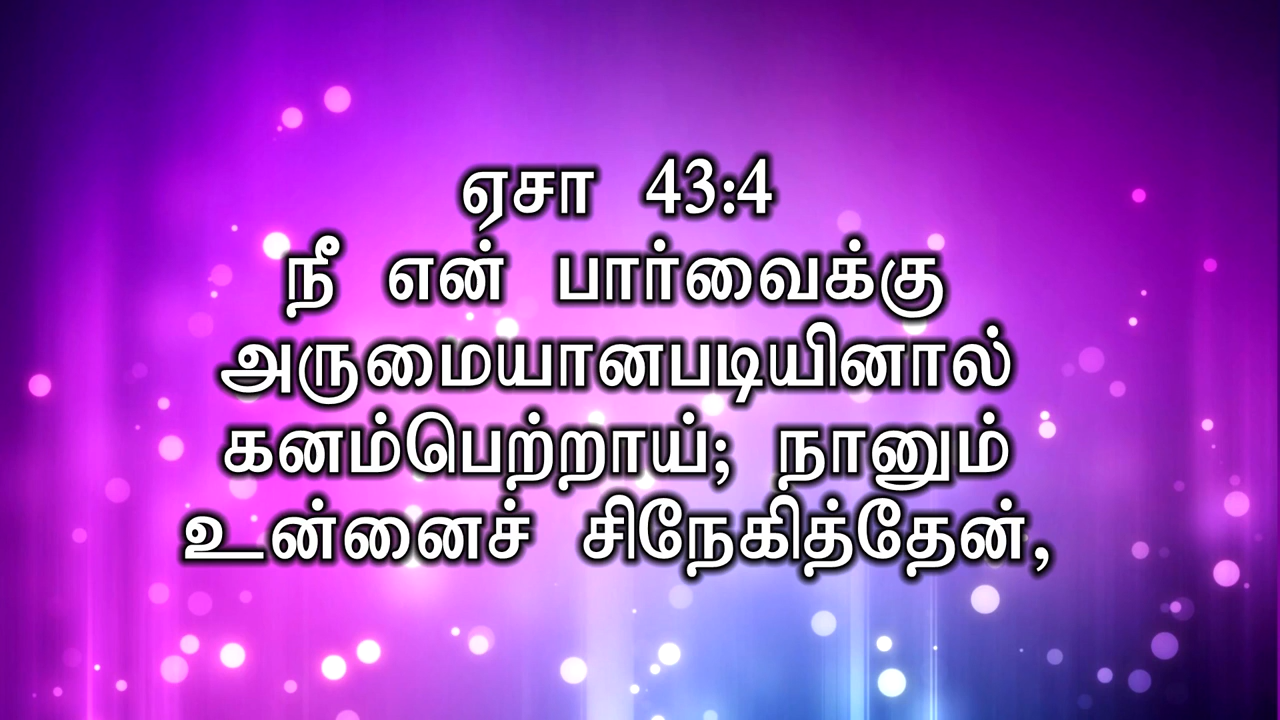 ஏசா 43:4
நீ என் பார்வைக்கு
அருமையானபடியினால்
கனம்பெற்றாய்; நானும்
உன்னைச் சிநேகித்தேன்,